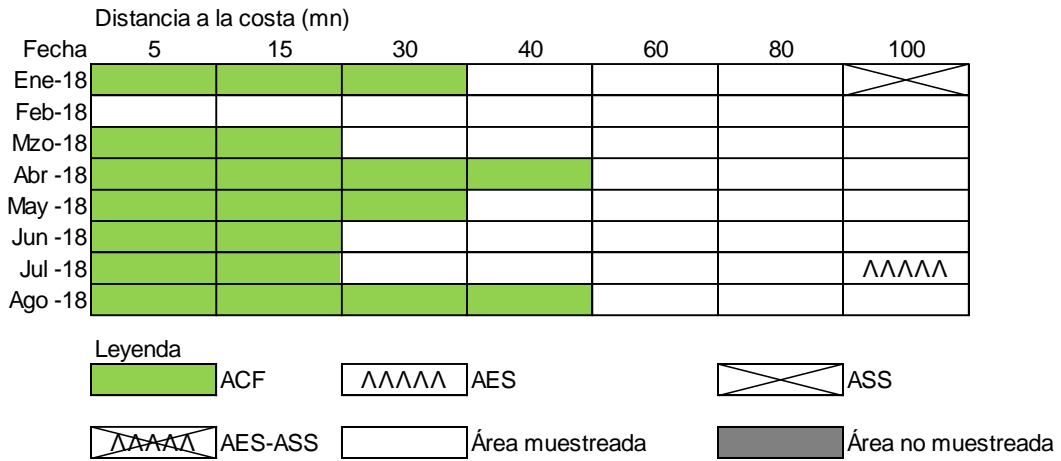 Distancia a la costa (mn)
Fecha 5 15 30 40 60 80 100
Ene-18
Feb-18
Mzo-18
Abr -18
May -18
Jun -18
Jul -18 ΛΛΛΛΛ
Ago -18
Leyenda
ACF ΛΛΛΛΛ AES ASS
ΛΛΛΛΛ AES-ASS Área muestreada Área no muestreada